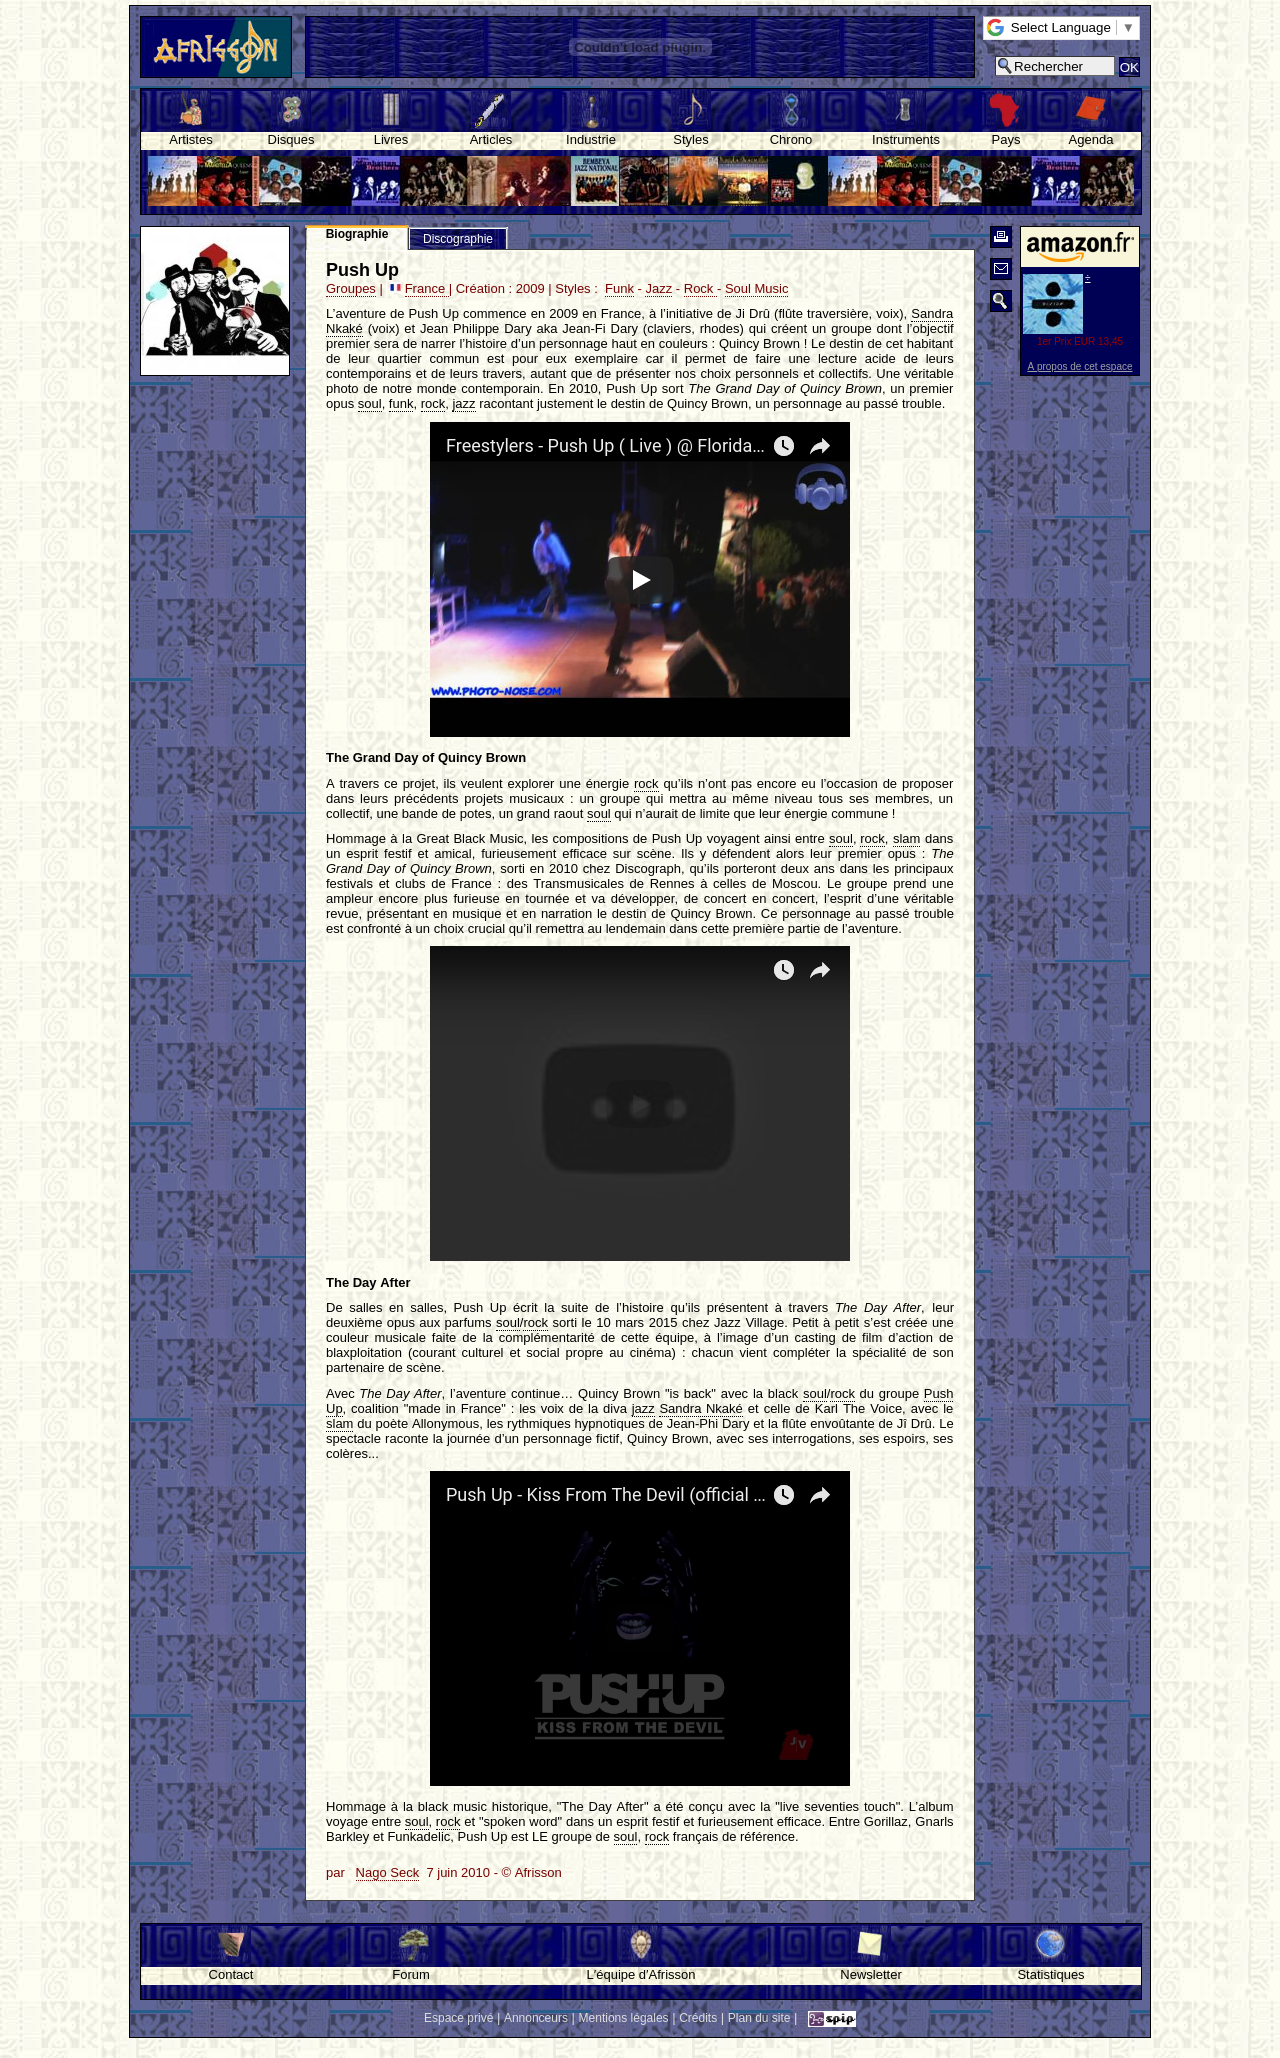 AFRISSON
Couldn't load plugin.
Select Language ▼
Rechercher
OK
Artistes
Disques
Livres
Articles
Industrie
Styles
Chrono
Instruments
Pays
Agenda
BEMBEYA
JAZZ NATIONAL
Manhattan
Brothers
Biographie
Discographie
amazon.fr
÷
1er Prix EUR 13,45
A propos de cet espace
Push Up
Groupes | France | Création : 2009 | Styles : Funk - Jazz - Rock - Soul Music
L’aventure de Push Up commence en 2009 en France, à l’initiative de Ji Drû (flûte traversière, voix), Sandra
Nkaké (voix) et Jean Philippe Dary aka Jean-Fi Dary (claviers, rhodes) qui créent un groupe dont l’objectif
premier sera de narrer l’histoire d’un personnage haut en couleurs : Quincy Brown ! Le destin de cet habitant
de leur quartier commun est pour eux exemplaire car il permet de faire une lecture acide de leurs
contemporains et de leurs travers, autant que de présenter nos choix personnels et collectifs. Une véritable
photo de notre monde contemporain. En 2010, Push Up sort The Grand Day of Quincy Brown, un premier
opus soul, funk, rock, jazz racontant justement le destin de Quincy Brown, un personnage au passé trouble.
Freestylers - Push Up ( Live ) @ Florida...
WWW.PHOTO-NOISE.COM
The Grand Day of Quincy Brown
A travers ce projet, ils veulent explorer une énergie rock qu’ils n’ont pas encore eu l’occasion de proposer
dans leurs précédents projets musicaux : un groupe qui mettra au même niveau tous ses membres, un
collectif, une bande de potes, un grand raout soul qui n’aurait de limite que leur énergie commune !
Hommage à la Great Black Music, les compositions de Push Up voyagent ainsi entre soul, rock, slam dans
un esprit festif et amical, furieusement efficace sur scène. Ils y défendent alors leur premier opus : The
Grand Day of Quincy Brown, sorti en 2010 chez Discograph, qu’ils porteront deux ans dans les principaux
festivals et clubs de France : des Transmusicales de Rennes à celles de Moscou. Le groupe prend une
ampleur encore plus furieuse en tournée et va développer, de concert en concert, l’esprit d’une véritable
revue, présentant en musique et en narration le destin de Quincy Brown. Ce personnage au passé trouble
est confronté à un choix crucial qu’il remettra au lendemain dans cette première partie de l’aventure.
The Day After
De salles en salles, Push Up écrit la suite de l’histoire qu’ils présentent à travers The Day After, leur
deuxième opus aux parfums soul/rock sorti le 10 mars 2015 chez Jazz Village. Petit à petit s’est créée une
couleur musicale faite de la complémentarité de cette équipe, à l’image d’un casting de film d’action de
blaxploitation (courant culturel et social propre au cinéma) : chacun vient compléter la spécialité de son
partenaire de scène.
Avec The Day After, l’aventure continue… Quincy Brown "is back" avec la black soul/rock du groupe Push
Up, coalition "made in France" : les voix de la diva jazz Sandra Nkaké et celle de Karl The Voice, avec le
slam du poète Allonymous, les rythmiques hypnotiques de Jean-Phi Dary et la flûte envoûtante de Jî Drû. Le
spectacle raconte la journée d’un personnage fictif, Quincy Brown, avec ses interrogations, ses espoirs, ses
colères...
Push Up - Kiss From The Devil (official ...
PUSH UP
KISS FROM THE DEVIL
JV
Hommage à la black music historique, "The Day After" a été conçu avec la "live seventies touch". L’album
voyage entre soul, rock et "spoken word" dans un esprit festif et furieusement efficace. Entre Gorillaz, Gnarls
Barkley et Funkadelic, Push Up est LE groupe de soul, rock français de référence.
par Nago Seck 7 juin 2010 - © Afrisson
Contact
Forum
L'équipe d'Afrisson
Newsletter
Statistiques
Espace privé | Annonceurs | Mentions légales | Crédits | Plan du site | spip